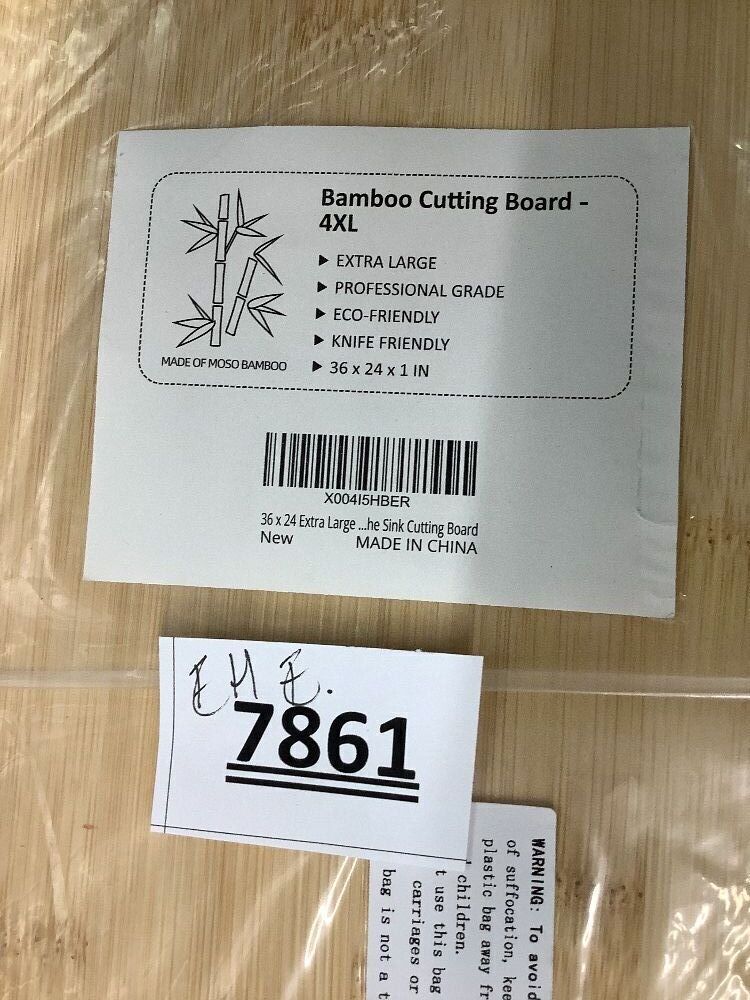 Bamboo Cutting Board -
4XL
▶ EXTRA LARGE
▶ PROFESSIONAL GRADE
▶ ECO-FRIENDLY
▶ KNIFE FRIENDLY
▶ 36 x 24 x 1 IN
MADE OF MOSO BAMBOO
X004I5HBER
36 x 24 Extra Large ...he Sink Cutting Board
New MADE IN CHINA
EHE.
7861
WARNING: To avoid
of suffocation, kee
plastic bag away fr
children.
t use this bag
carriages or
bag is not a t